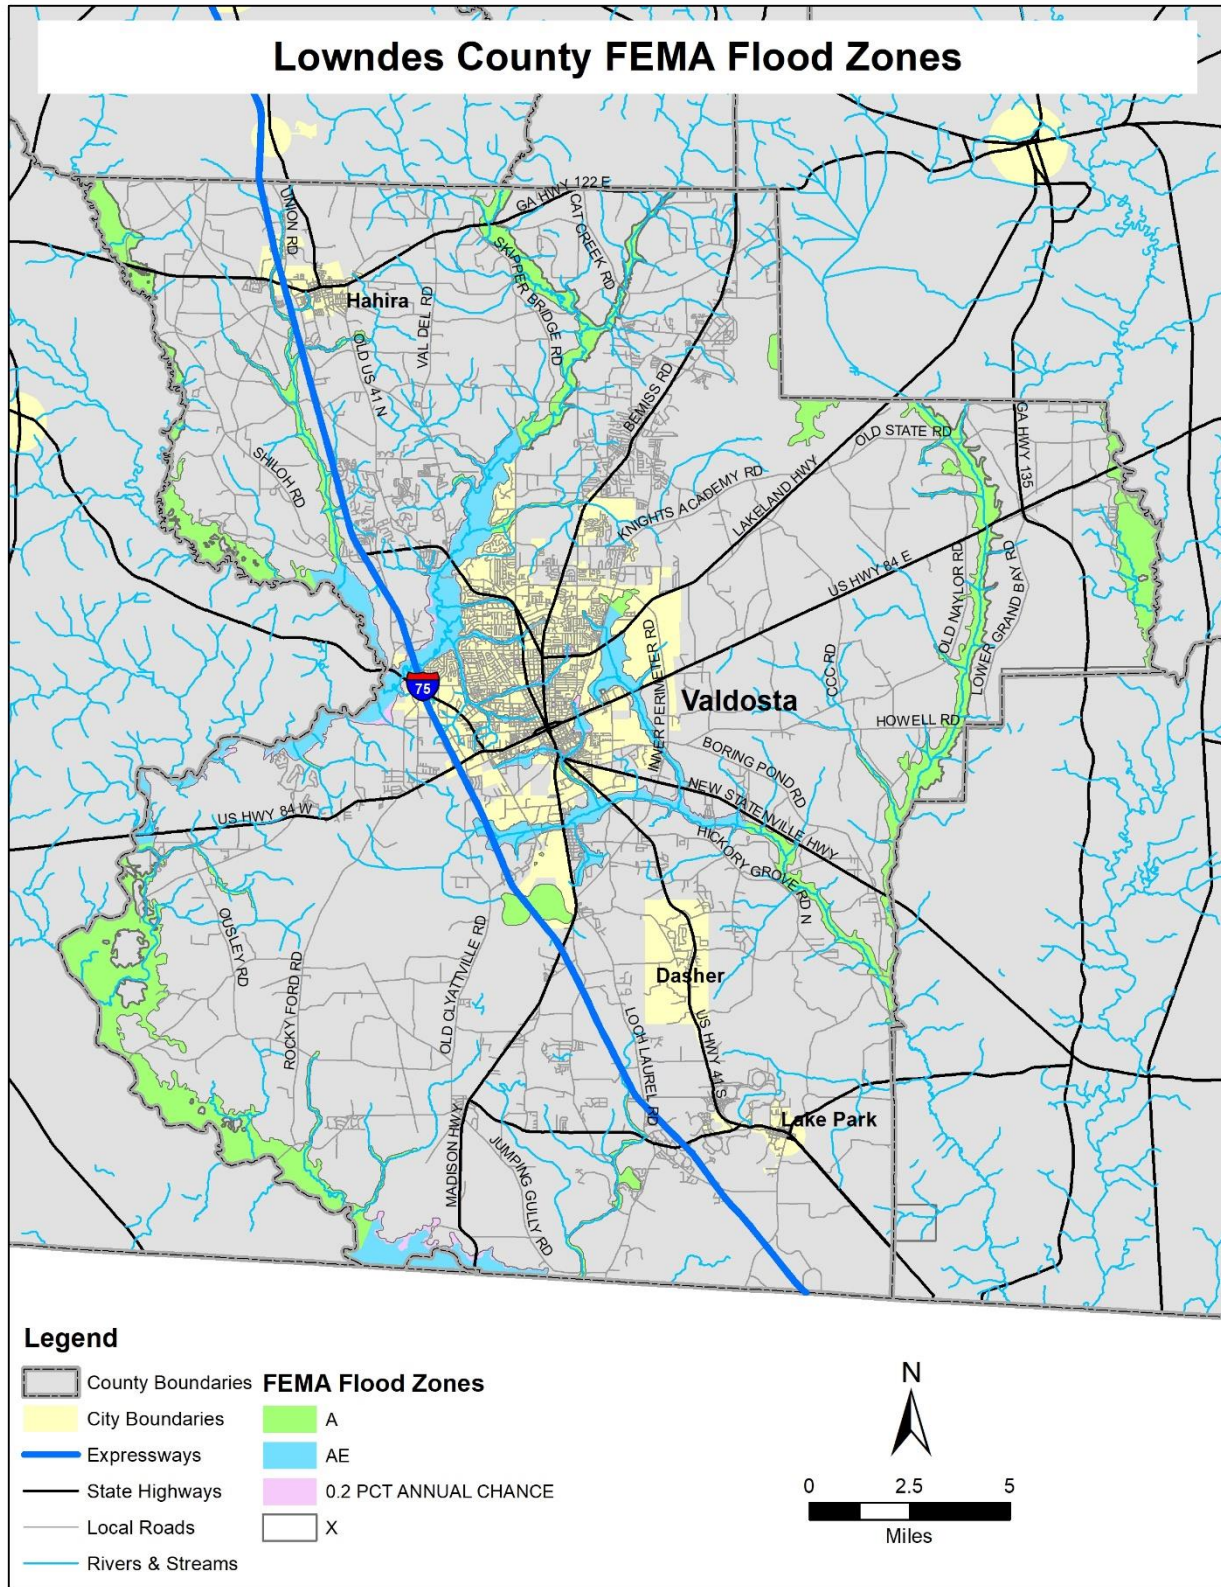 Lowndes County FEMA Flood Zones
UNION RD
GA HWY 122 E
CAT CREEK RD
SKIPPER BRIDGE RD
Hahira
VAL DEL RD
OLD US 41 N
BEMISS RD
OLD STATE RD
GA HWY 135
SHILOH RD
KNIGHTS ACADEMY RD
LAKELAND HWY
US HWY 84 E
OLD NAYLOR RD
LOWER GRAND BAY RD
INNER PERIMETER RD
CCC RD
75
Valdosta
HOWELL RD
BORING POND RD
NEW STATENVILLE HWY
US HWY 84 W
HICKORY GROVE RD N
OUSLEY RD
ROCKY FORD RD
OLD CLYATTVILLE RD
Dasher
LOCH LAUREL RD
US HWY 41 S
Lake Park
MADISON HWY
JUMPING GULLY RD
Legend
County Boundaries
City Boundaries
Expressways
State Highways
Local Roads
Rivers & Streams
FEMA Flood Zones
A
AE
0.2 PCT ANNUAL CHANCE
X
N
0 2.5 5
Miles